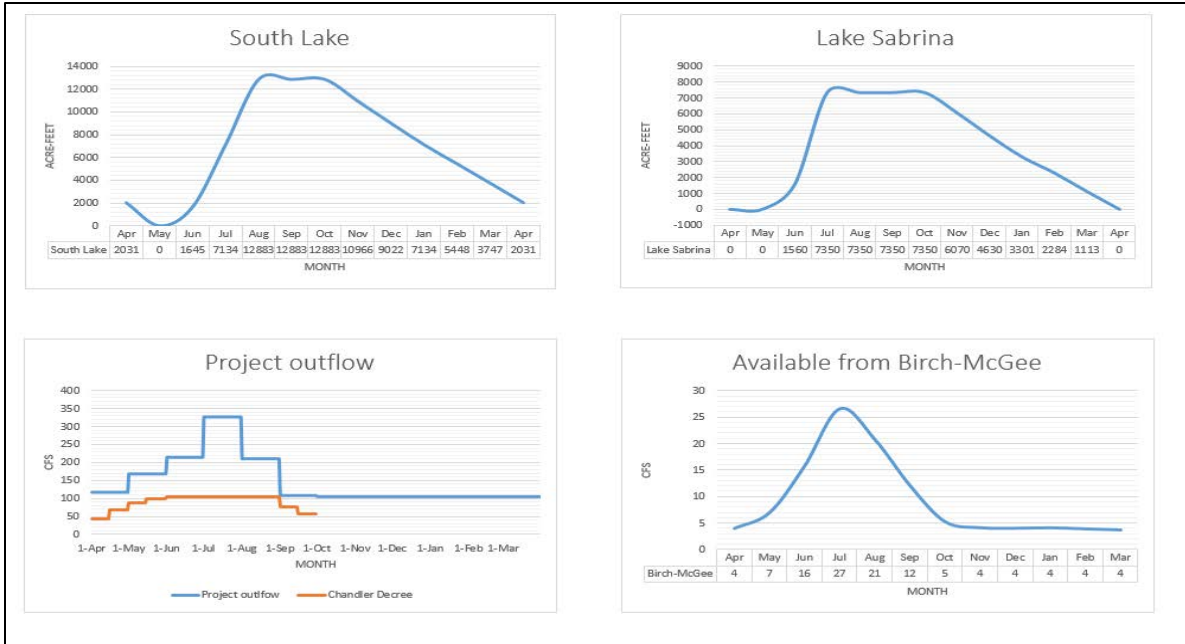 South Lake
14000
12000
10000
8000
6000
4000
2000
0
ACRE-FEET
Apr May Jun Jul Aug Sep Oct Nov Dec Jan Feb Mar Apr
South Lake 2031 0 1645 7134 12883 12883 12883 10966 9022 7134 5448 3747 2031
MONTH
Lake Sabrina
9000
8000
7000
6000
5000
4000
3000
2000
1000
0
-1000
ACRE-FEET
Apr May Jun Jul Aug Sep Oct Nov Dec Jan Feb Mar Apr
Lake Sabrina 0 0 1560 7350 7350 7350 7350 6070 4630 3301 2284 1113 0
MONTH
Project outflow
400
350
300
250
200
150
100
50
0
CFS
1-Apr 1-May 1-Jun 1-Jul 1-Aug 1-Sep 1-Oct 1-Nov 1-Dec 1-Jan 1-Feb 1-Mar
MONTH
Project outlfow Chandler Decree
Available from Birch-McGee
30
25
20
15
10
5
0
CFS
Apr May Jun Jul Aug Sep Oct Nov Dec Jan Feb Mar
Birch-McGee 4 7 16 27 21 12 5 4 4 4 4 4
MONTH